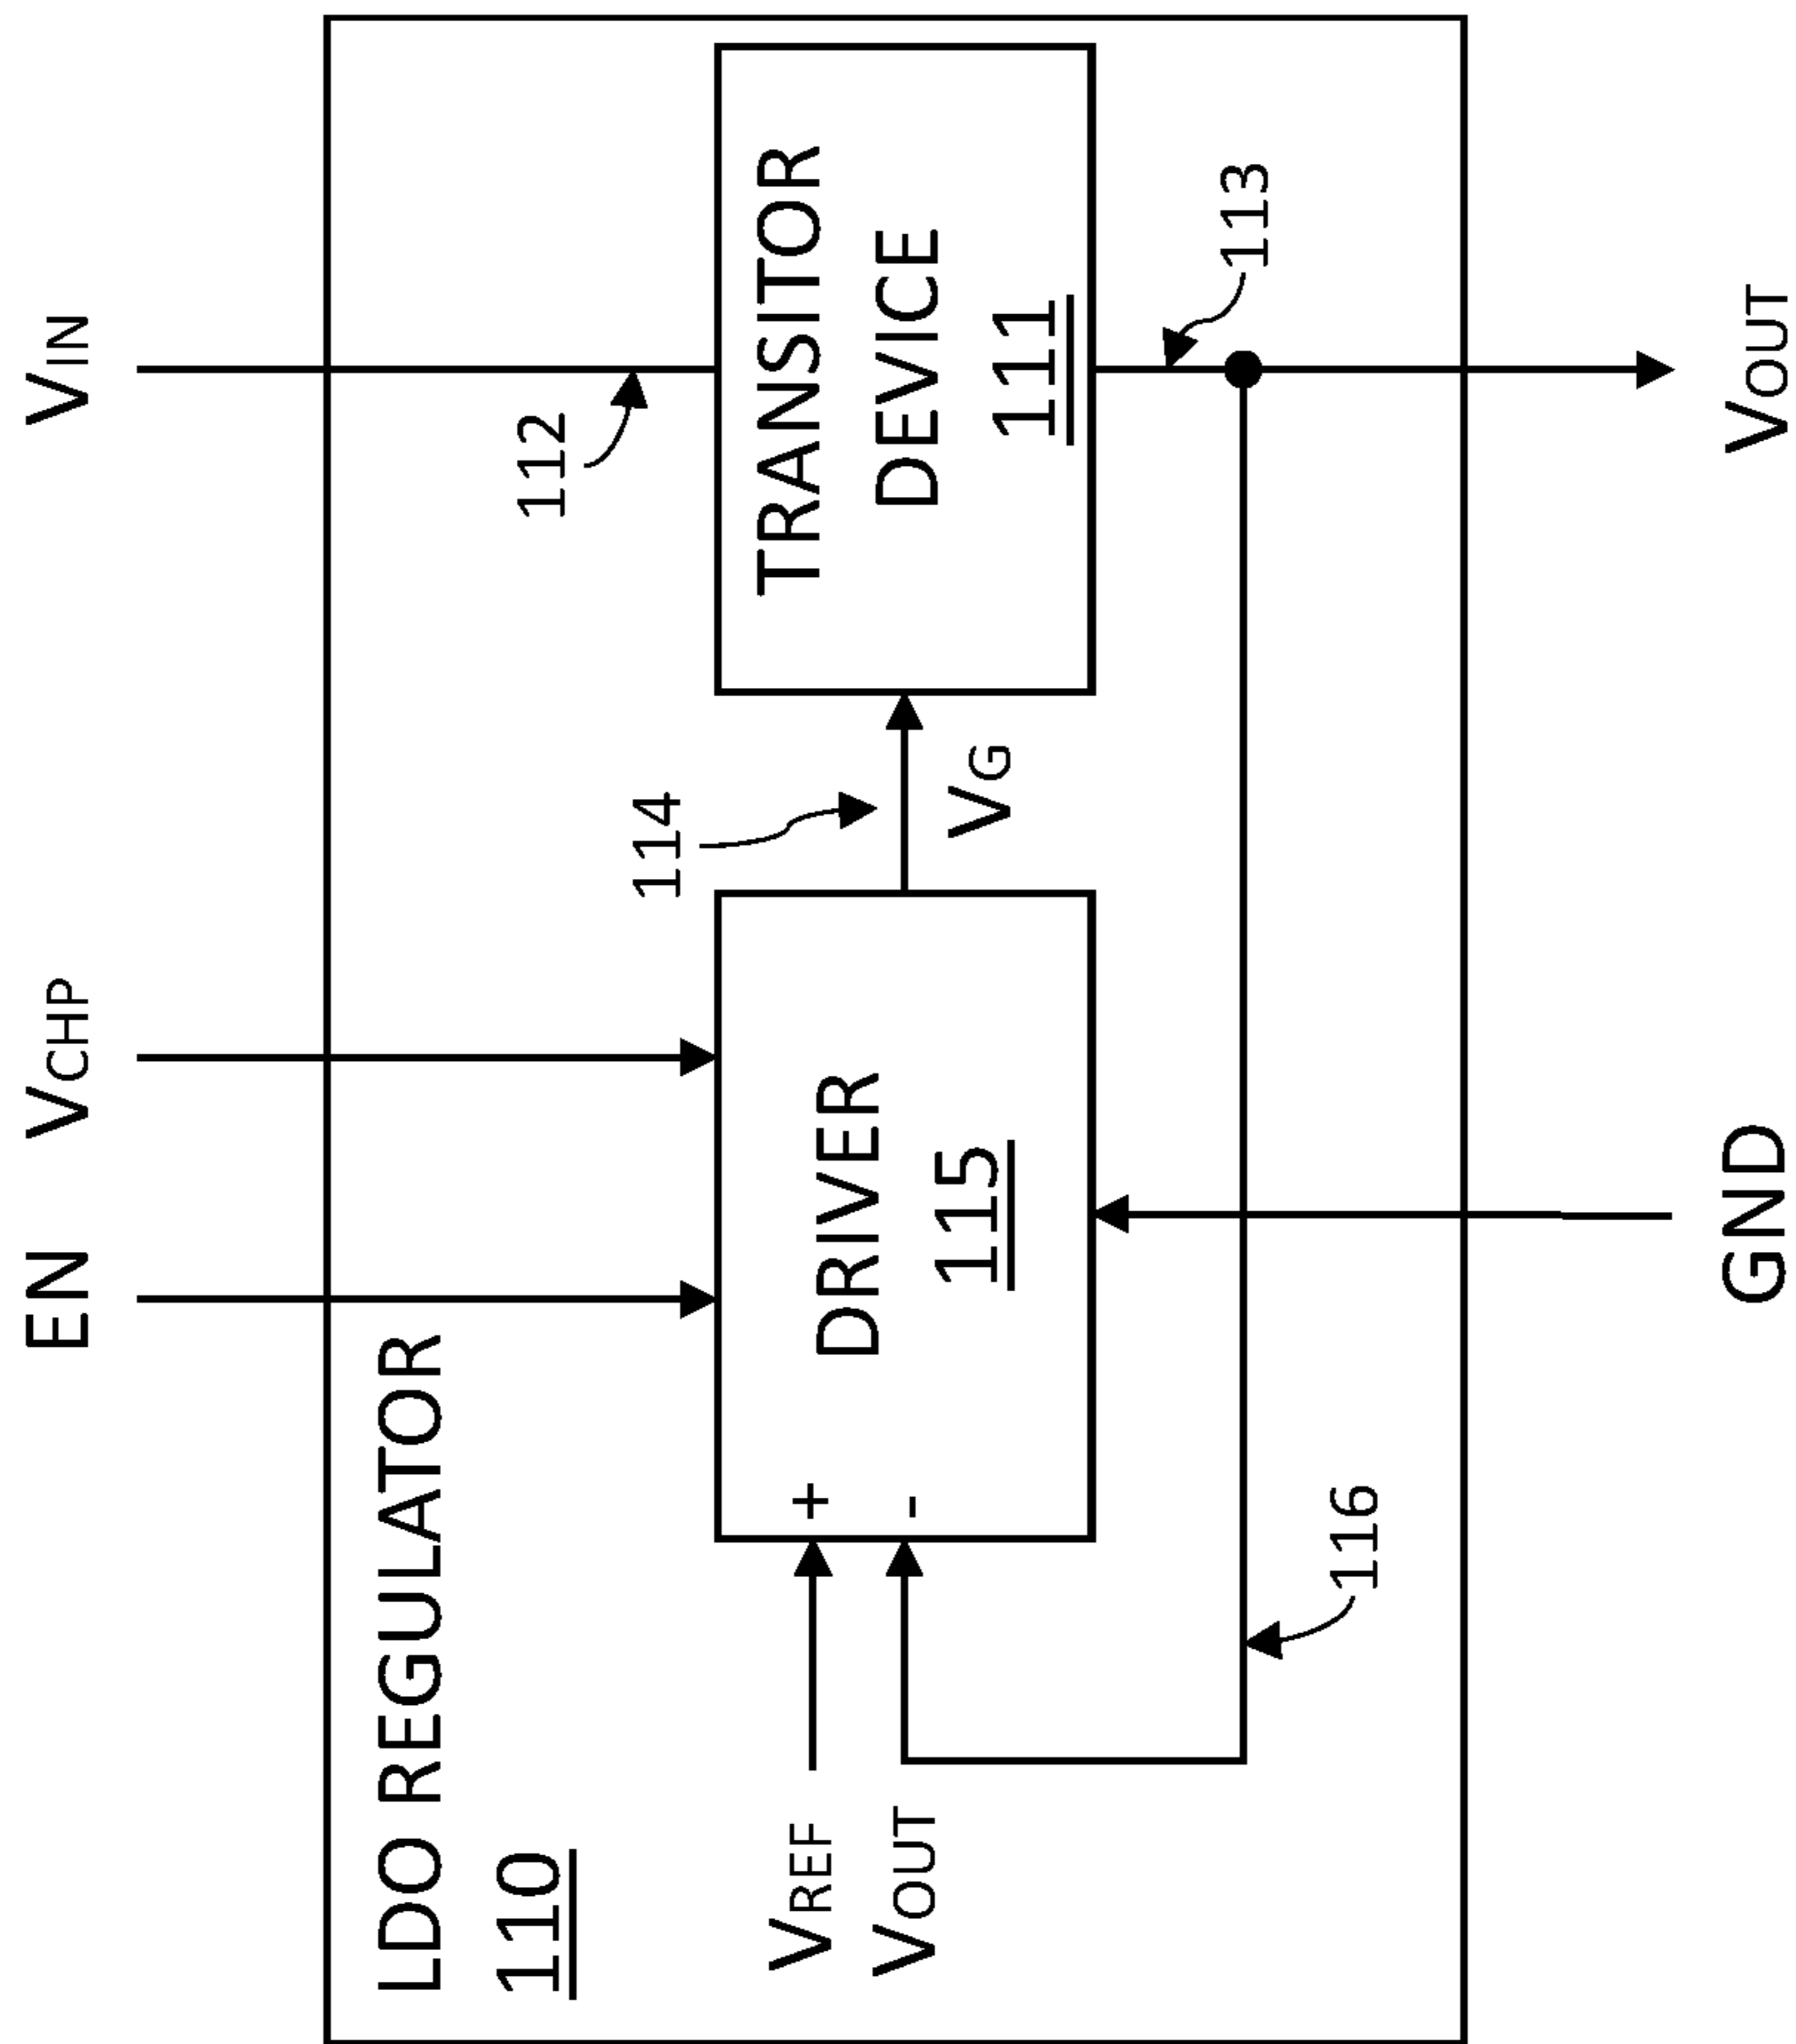 EN
VCHP
VIN
LDO REGULATOR
110
112
114
TRANSITOR
DEVICE
111
VREF
VOUT
+
-
DRIVER
115
VG
113
116
GND
VOUT